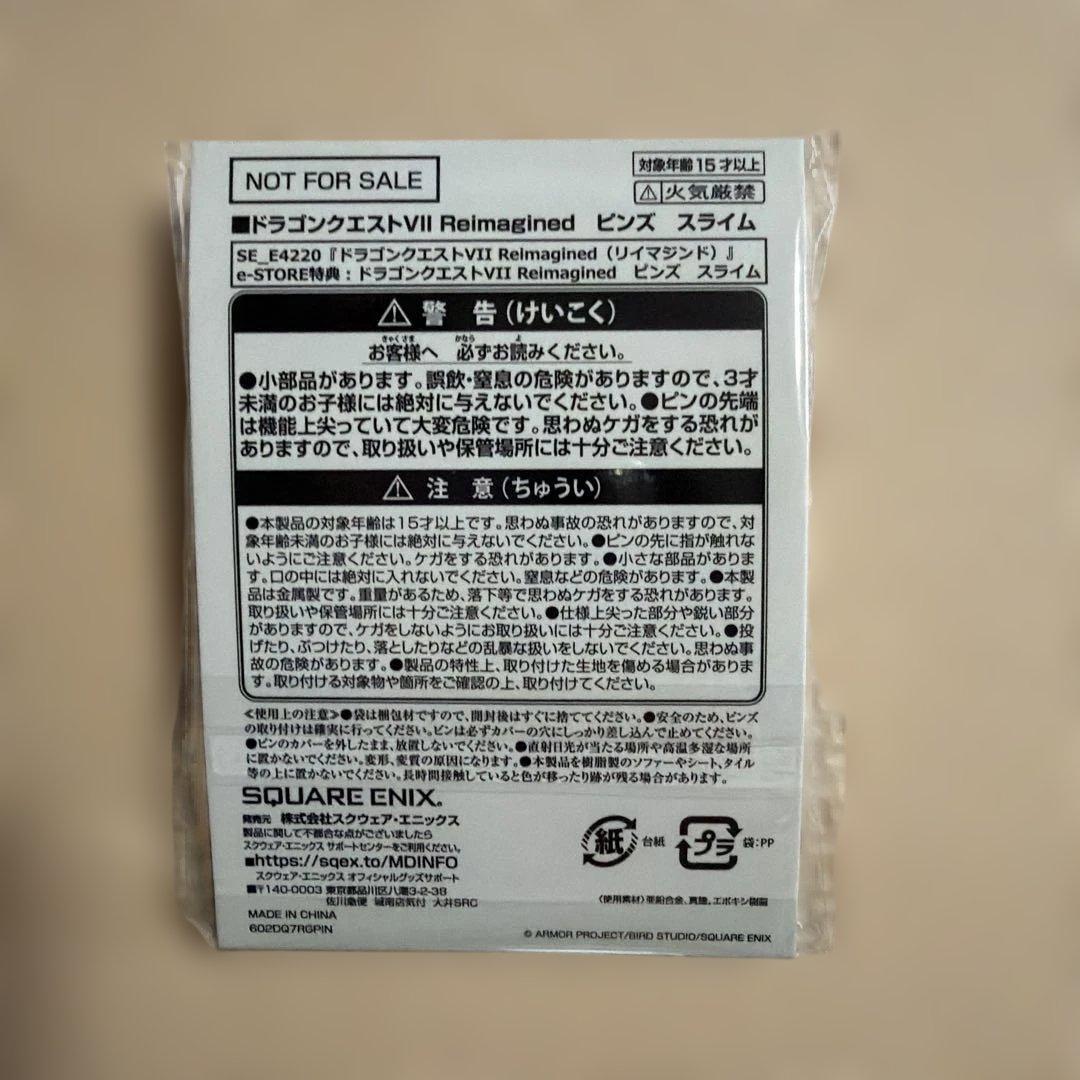 NOT FOR SALE
対象年齢15才以上
⚠火気厳禁
■ドラゴンクエストVII Reimagined ピンズ スライム
SE_E4220『ドラゴンクエストVII Reimagined（リイマジンド）』
e-STORE特典：ドラゴンクエストVII Reimagined ピンズ スライム
⚠ 警 告（けいこく）
お客様へ 必ずお読みください。
●小部品があります。誤飲・窒息の危険がありますので、3才
未満のお子様には絶対に与えないでください。●ピンの先端
は機能上尖っていて大変危険です。思わぬケガをする恐れが
ありますので、取り扱いや保管場所には十分ご注意ください。
⚠ 注 意（ちゅうい）
●本製品の対象年齢は15才以上です。思わぬ事故の恐れがありますので、対
象年齢未満のお子様には絶対に与えないでください。●ピンの先に指が触れな
いようにご注意ください。ケガをする恐れがあります。●小さな部品がありま
す。口の中には絶対に入れないでください。窒息などの危険があります。●本製
品は金属製です。重量があるため、落下等で思わぬケガをする恐れがあります。
取り扱いや保管場所には十分ご注意ください。●仕様上尖った部分や鋭い部分
がありますので、ケガをしないようにお取り扱いには十分ご注意ください。●投
げたり、ぶつけたり、落としたりなどの乱暴な扱いをしないでください。思わぬ事
故の危険があります。●製品の特性上、取り付けた生地を傷める場合がありま
す。取り付ける対象物や箇所をご確認の上、取り付けてください。
≪使用上の注意≫●袋は梱包材ですので、開封後はすぐに捨ててください。●安全のため、ピンズ
の取り付けは確実に行ってください。ピンは必ずカバーの穴にしっかり差し込んで止めてください。
●ピンのカバーを外したまま、放置しないでください。●直射日光が当たる場所や高温多湿な場所
に置かないでください。変形、変質の原因になります。●本製品を樹脂製のソファーやシート、タイル
等の上に置かないでください。長時間接触していると色が移ったり跡が残る場合があります。
SQUARE ENIX®
発売元 株式会社スクウェア・エニックス
製品に関して不都合な点がございましたら
スクウェア・エニックス サポートセンターをご利用ください。
■https://sqex.to/MDINFO
スクウェア・エニックス オフィシャルグッズサポート
■〒140-0003 東京都品川区八潮3-2-38
佐川急便 城南店気付 大井SRC
MADE IN CHINA
602DQ7RGPIN
紙 台紙
プラ 袋：PP
〈使用素材〉亜鉛合金、真鍮、エポキシ樹脂
© ARMOR PROJECT/BIRD STUDIO/SQUARE ENIX